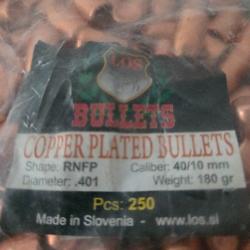 LOS
BULLETS
COPPER PLATED BULLETS
Shape: RNFP Caliber: 40/10 mm
Diameter: .401 Weight: 180 gr
Pcs: 250
Made in Slovenia - www.los.si